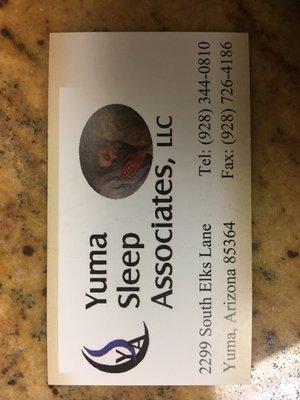 YSA
Yuma
Sleep
Associates, LLC
2299 South Elks Lane Tel: (928) 344-0810
Yuma, Arizona 85364 Fax: (928) 726-4186